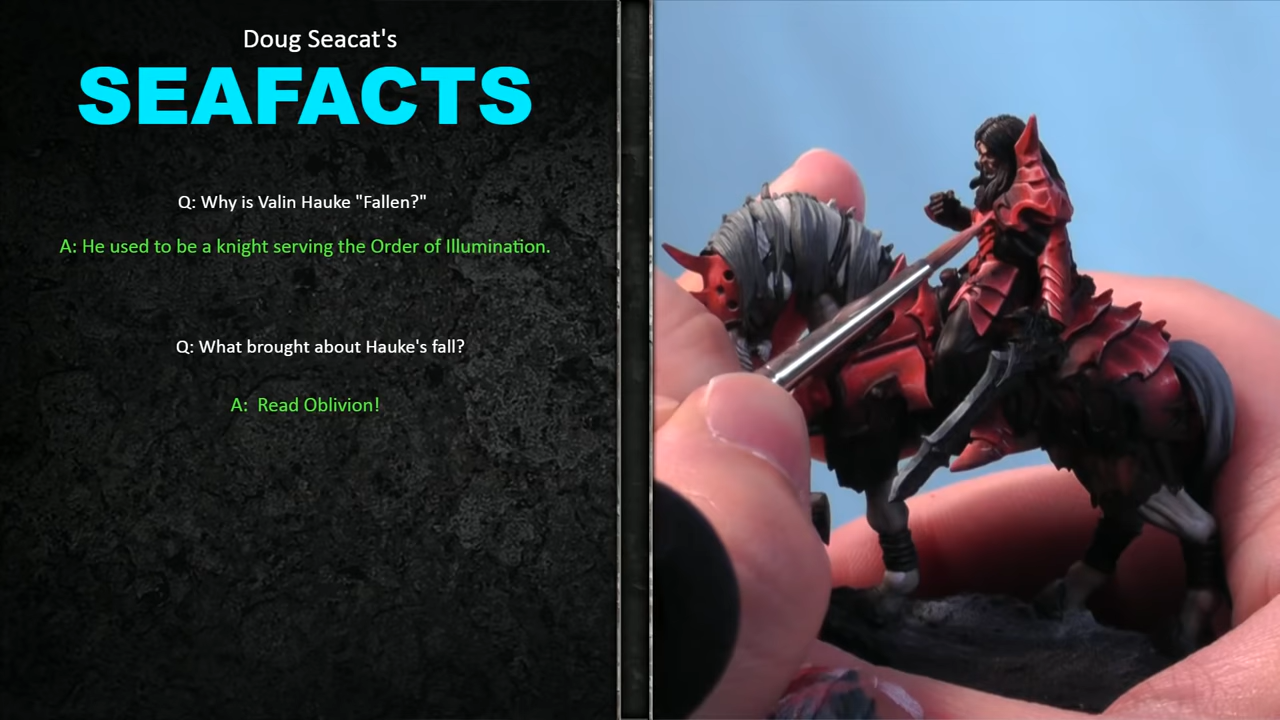 Doug Seacat's
SEAFACTS
Q: Why is Valin Hauke "Fallen?"
A: He used to be a knight serving the Order of Illumination.
Q: What brought about Hauke's fall?
A: Read Oblivion!